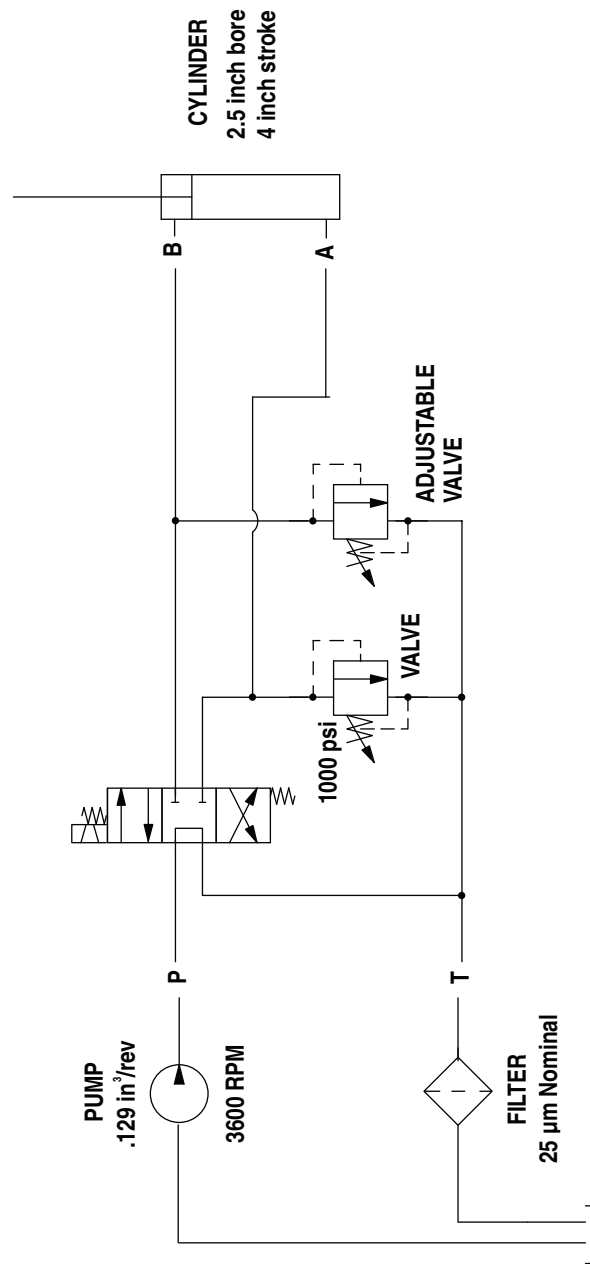 CYLINDER
2.5 inch bore
4 inch stroke
B
A
ADJUSTABLE
VALVE
VALVE
1000 psi
P
T
PUMP
.129 in³/rev
3600 RPM
FILTER
25 µm Nominal